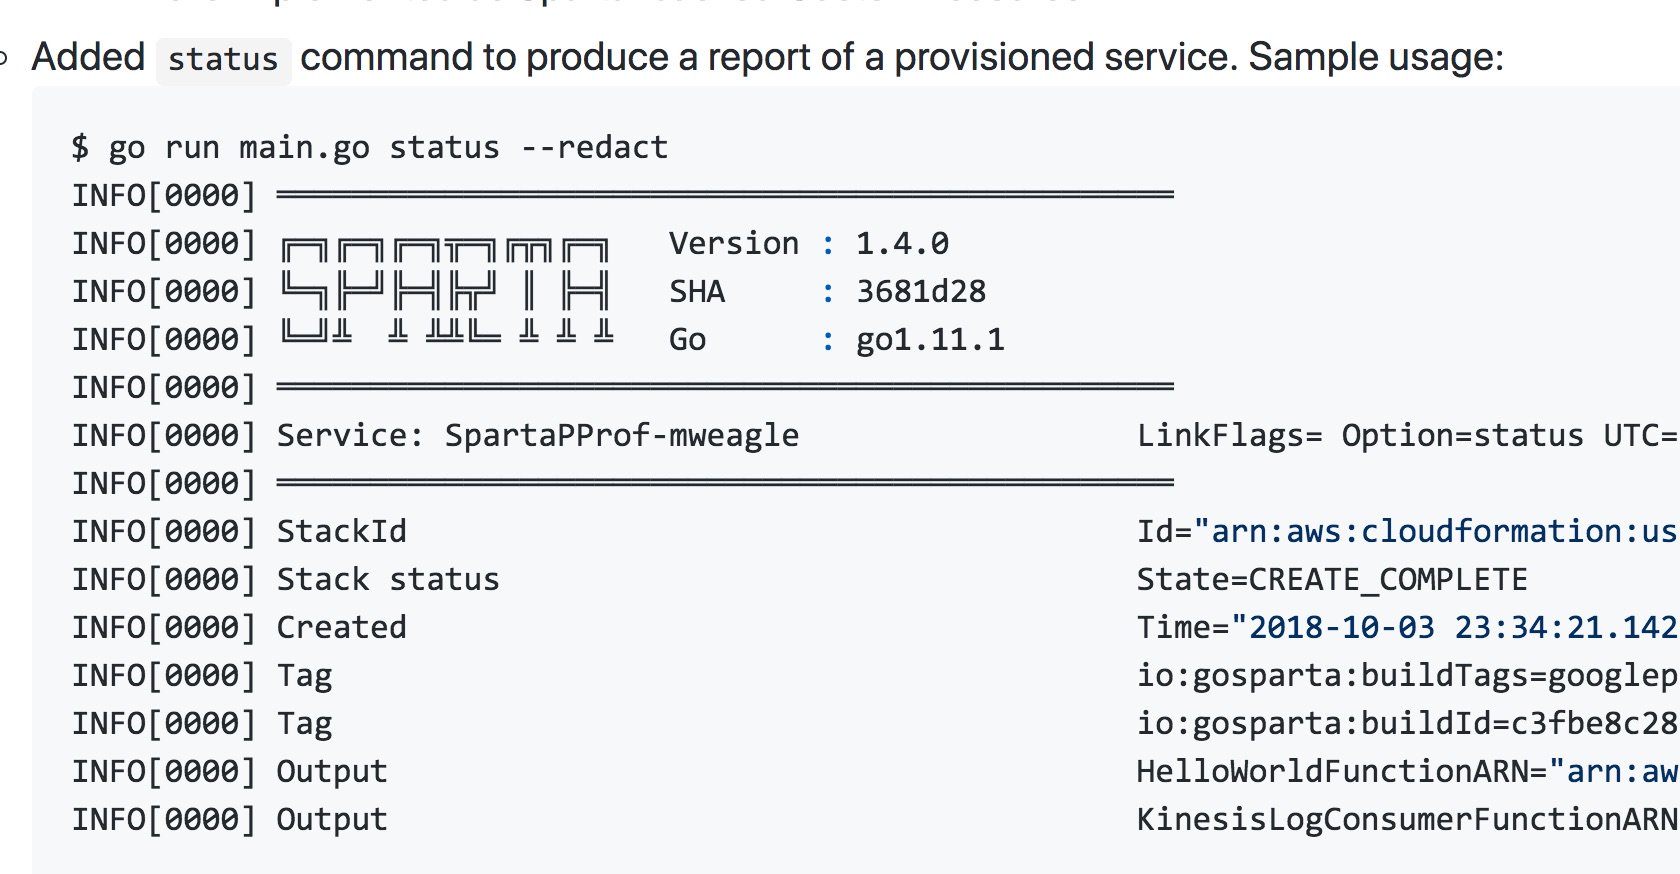 Added status command to produce a report of a provisioned service. Sample usage:
$ go run main.go status --redact
INFO[0000] ════════════════════════════════════════════════
INFO[0000] ╔═╗╔═╗╔═╗╦═╗╔╦╗╔═╗   Version : 1.4.0
INFO[0000] ╚═╗╠═╝╠═╣╠╦╝ ║ ╠═╣   SHA     : 3681d28
INFO[0000] ╚═╝╩  ╩ ╩╩╚═ ╩ ╩ ╩   Go      : go1.11.1
INFO[0000] ════════════════════════════════════════════════
INFO[0000] Service: SpartaPProf-mweagle                  LinkFlags= Option=status UTC=
INFO[0000] ════════════════════════════════════════════════
INFO[0000] StackId                                       Id="arn:aws:cloudformation:us
INFO[0000] Stack status                                  State=CREATE_COMPLETE
INFO[0000] Created                                       Time="2018-10-03 23:34:21.142
INFO[0000] Tag                                           io:gosparta:buildTags=googlep
INFO[0000] Tag                                           io:gosparta:buildId=c3fbe8c28
INFO[0000] Output                                        HelloWorldFunctionARN="arn:aw
INFO[0000] Output                                        KinesisLogConsumerFunctionARN